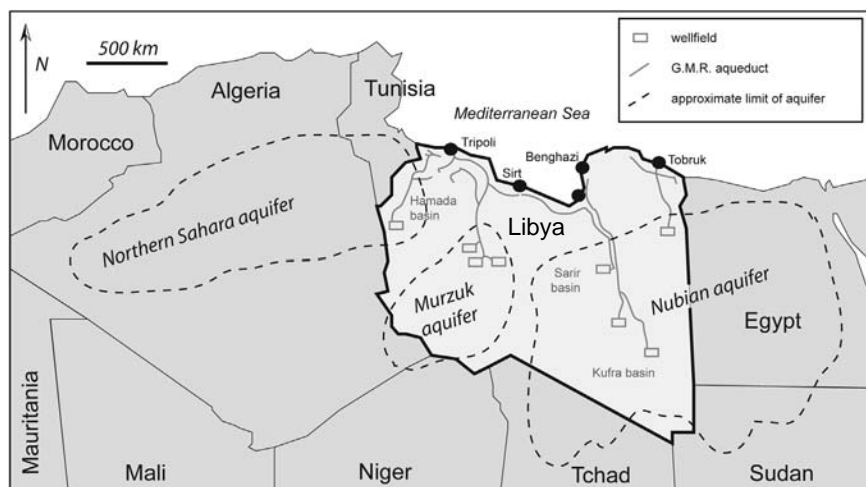 N
500 km
wellfield
G.M.R. aqueduct
approximate limit of aquifer
Algeria
Tunisia
Morocco
Mediterranean Sea
Tripoli
Benghazi
Tobruk
Sirt
Hamada
basin
Libya
Northern Sahara aquifer
Murzuk
aquifer
Sarir
basin
Nubian aquifer
Egypt
Kufra basin
Mauritania
Mali
Niger
Tchad
Sudan